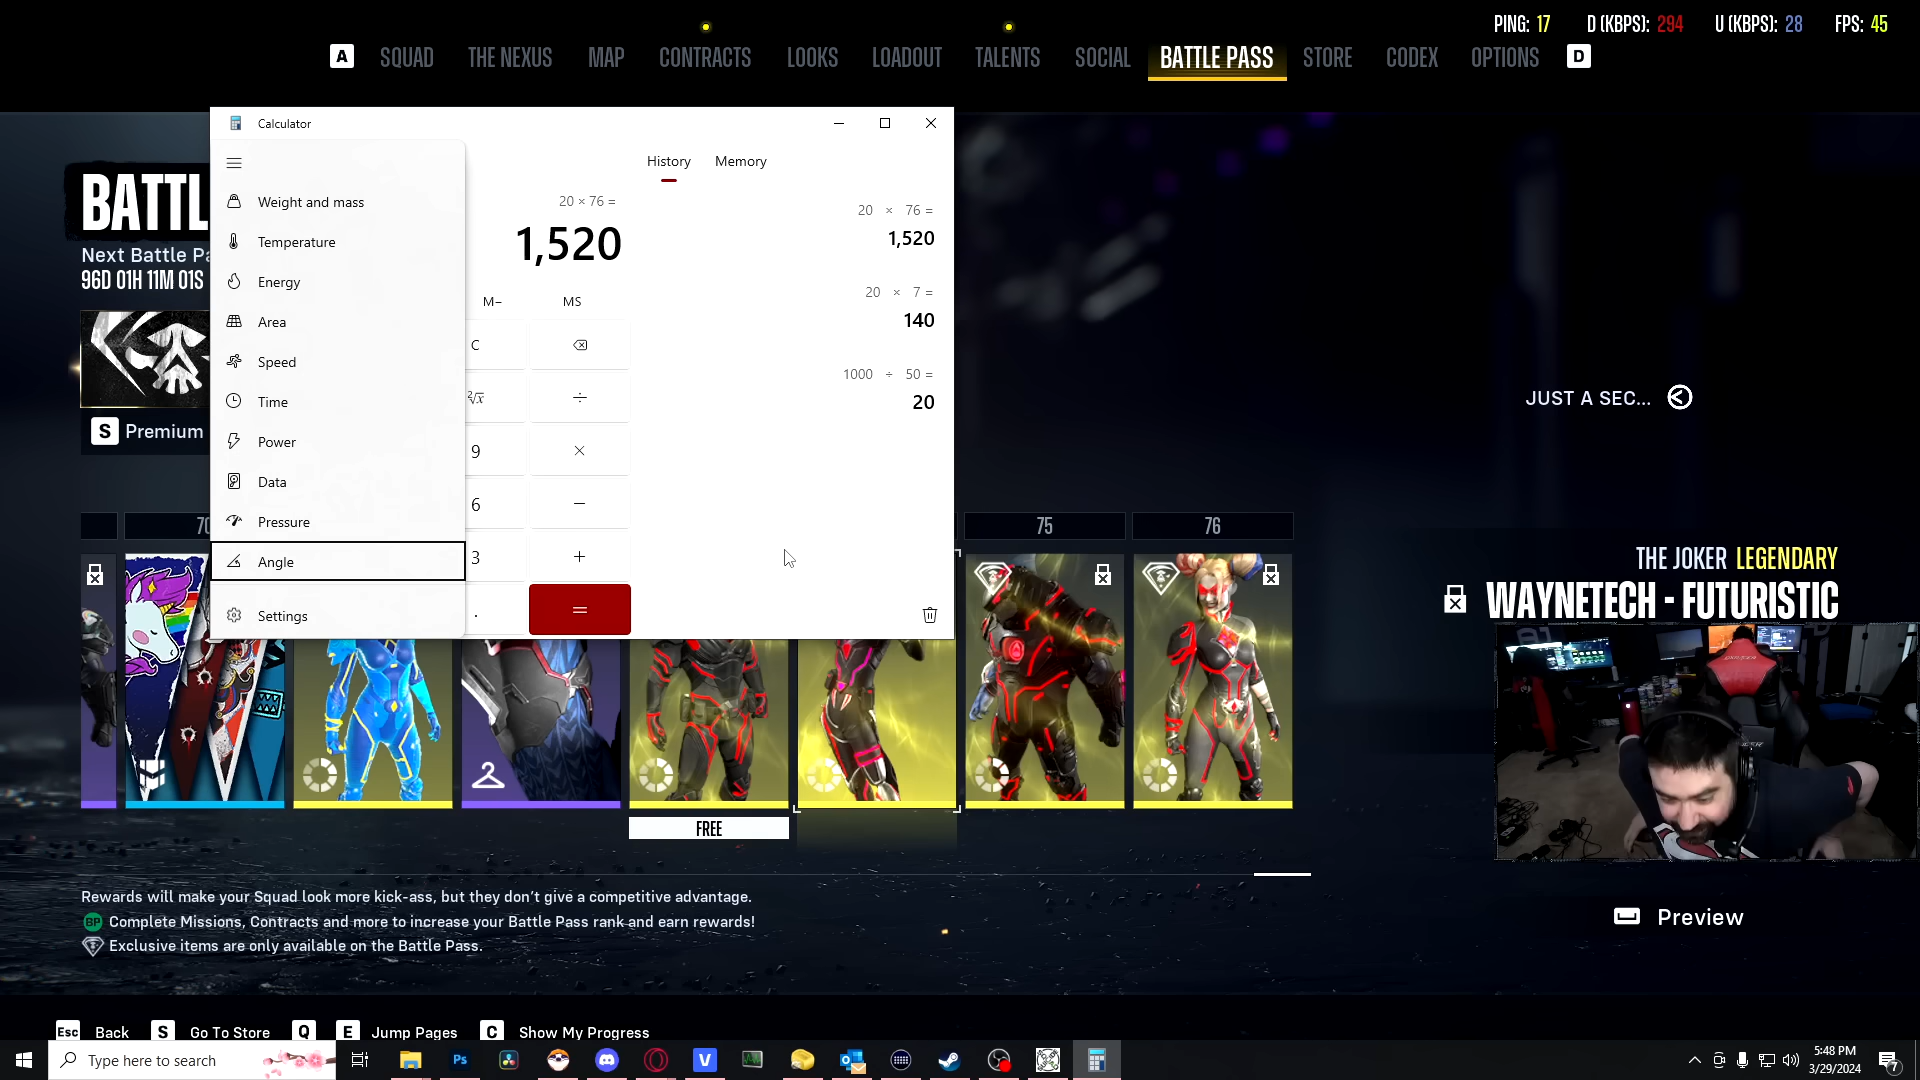 PING: 17 D (KBPS): 294 U (KBPS): 28 FPS: 45
A SQUAD THE NEXUS MAP CONTRACTS LOOKS LOADOUT TALENTS SOCIAL BATTLE PASS STORE CODEX OPTIONS D
Calculator
BATTL
Next Battle Pa
96D 01H 11M 01S
S Premium
Weight and mass
Temperature
Energy
Area
Speed
Time
Power
Data
Pressure
Angle
Settings
20 × 76 =
1,520
M− MS
C
²√x ÷
9 ×
6 −
3 +
. =
History Memory
20 × 76 =
1,520
20 × 7 =
140
1000 ÷ 50 =
20
JUST A SEC...
70 75 76
FREE
THE JOKER LEGENDARY
WAYNETECH - FUTURISTIC
Rewards will make your Squad look more kick-ass, but they don't give a competitive advantage.
BP Complete Missions, Contracts and more to increase your Battle Pass rank and earn rewards!
Exclusive items are only available on the Battle Pass.
Preview
Esc Back S Go To Store Q E Jump Pages C Show My Progress
Type here to search
Ps
V
5:48 PM
3/29/2024
7